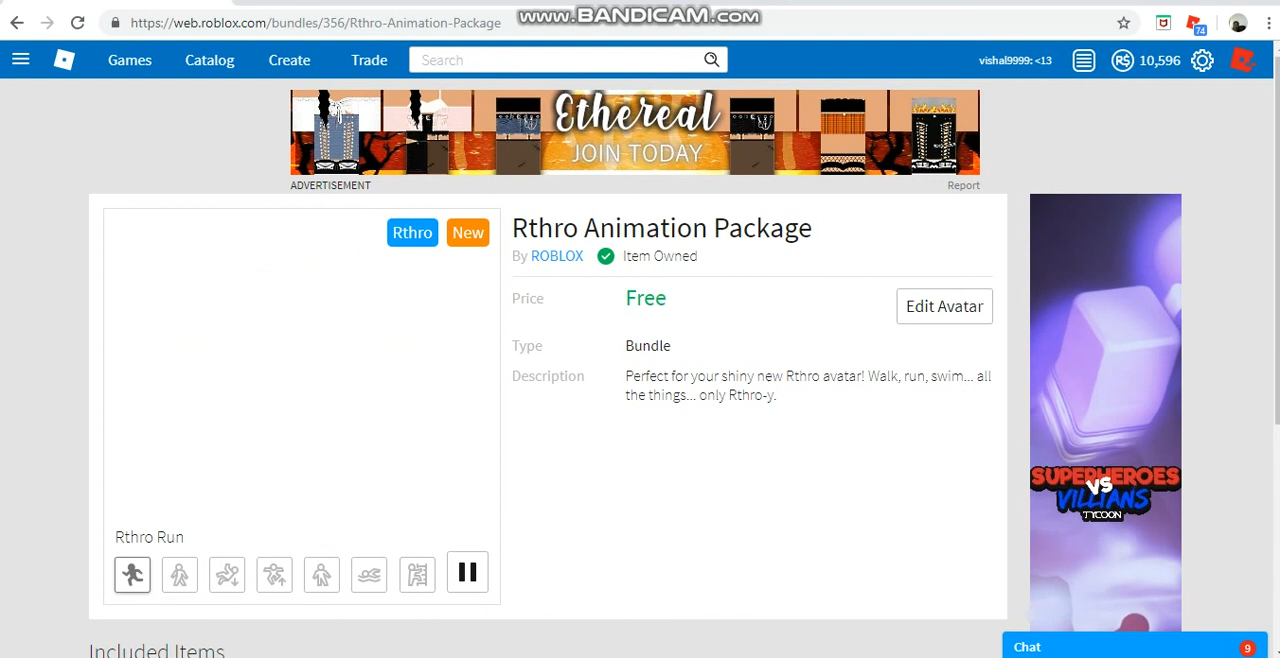 https://web.roblox.com/bundles/356/Rthro-Animation-Package
www.BANDICAM.com
74
Games
Catalog
Create
Trade
Search
vishal9999: <13
R$ 10,596
Ethereal
JOIN TODAY
ADVERTISEMENT
Report
Rthro
New
Rthro Animation Package
By ROBLOX
Item Owned
Price
Free
Edit Avatar
Type
Bundle
Description
Perfect for your shiny new Rthro avatar! Walk, run, swim... all
the things... only Rthro-y.
Rthro Run
SUPERHEROES
VS
VILLIANS
TYCOON
Included Items
Chat
9